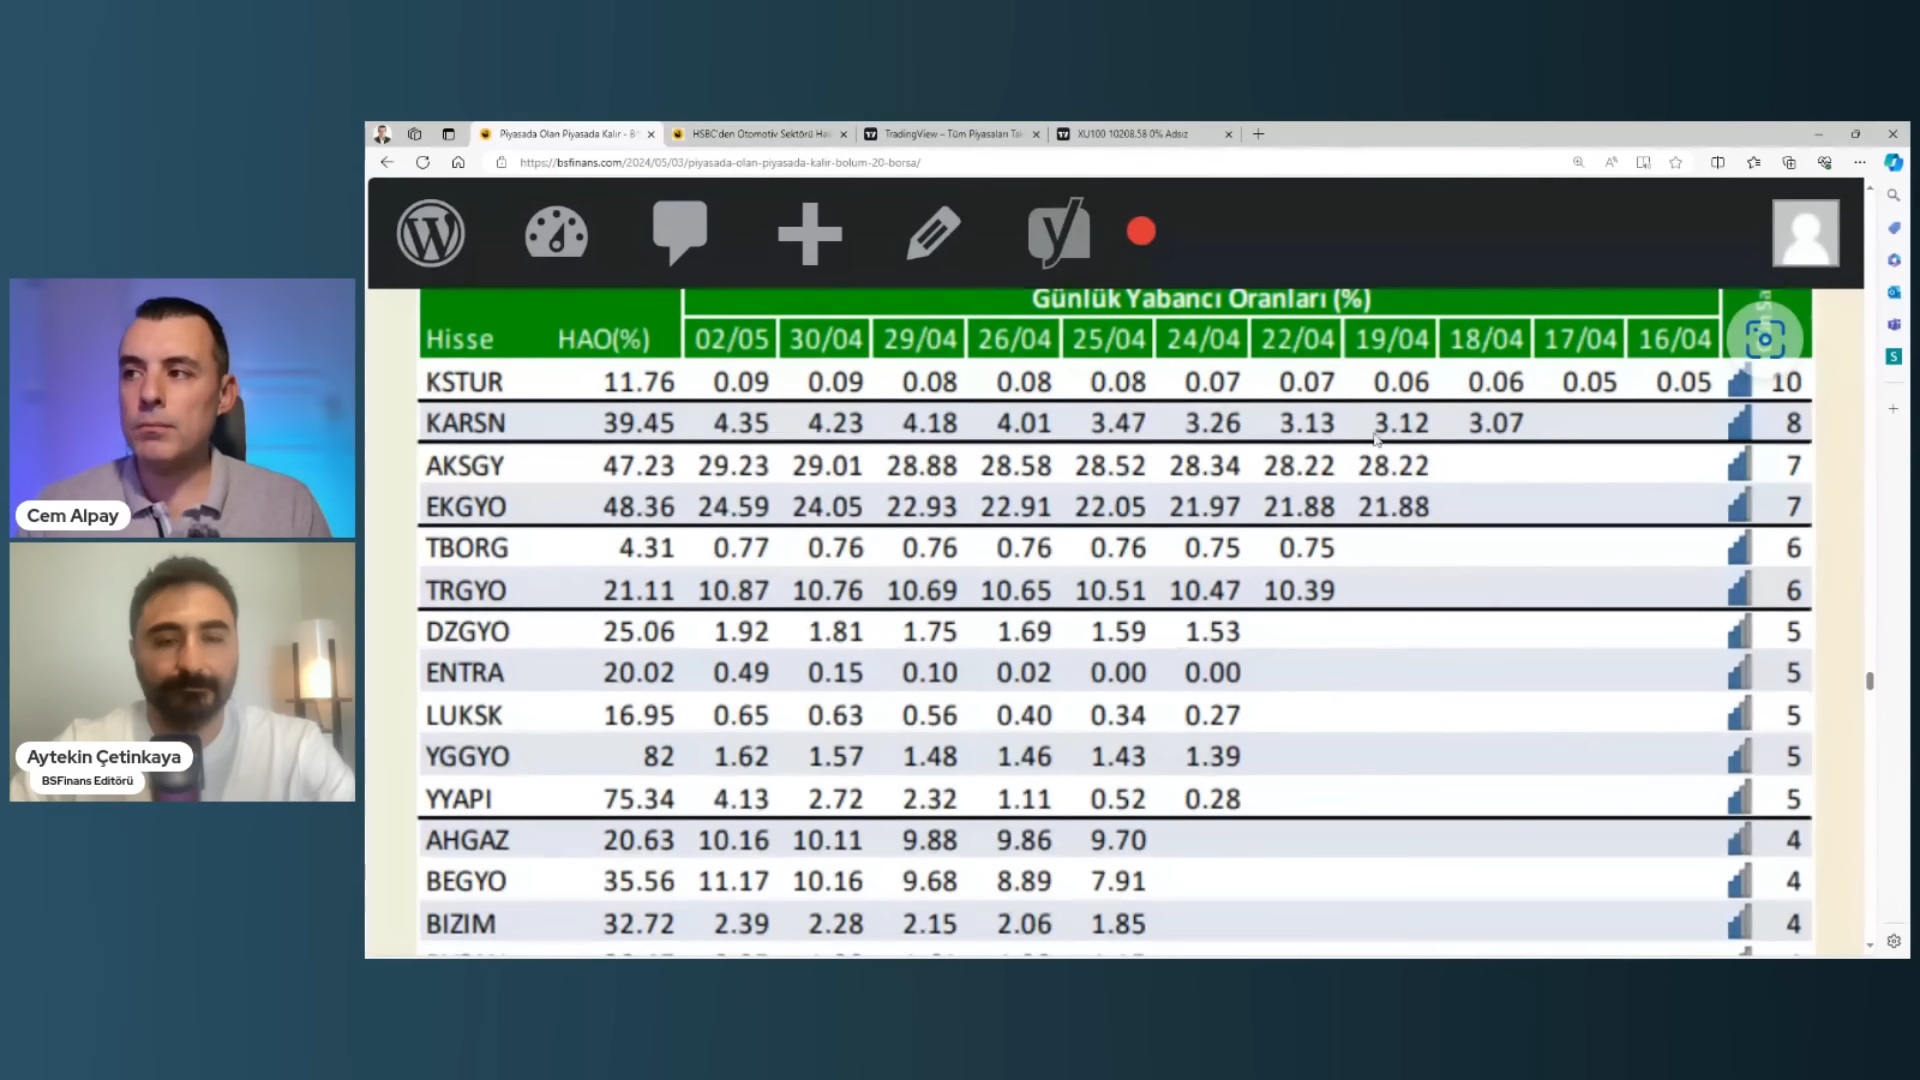 Piyasada Olan Piyasada Kalır - B
HSBC'den Otomotiv Sektörü Ha
TradingView – Tüm Piyasaları Ta
XU100 10208.58 0% Adsız
https://bsfinans.com/2024/05/03/piyasada-olan-piyasada-kalir-bolum-20-borsa/
Günlük Yabancı Oranları (%)
Hisse HAO(%) 02/05 30/04 29/04 26/04 25/04 24/04 22/04 19/04 18/04 17/04 16/04
KSTUR 11.76 0.09 0.09 0.08 0.08 0.08 0.07 0.07 0.06 0.06 0.05 0.05 10
KARSN 39.45 4.35 4.23 4.18 4.01 3.47 3.26 3.13 3.12 3.07 8
AKSGY 47.23 29.23 29.01 28.88 28.58 28.52 28.34 28.22 28.22 7
EKGYO 48.36 24.59 24.05 22.93 22.91 22.05 21.97 21.88 21.88 7
TBORG 4.31 0.77 0.76 0.76 0.76 0.76 0.75 0.75 6
TRGYO 21.11 10.87 10.76 10.69 10.65 10.51 10.47 10.39 6
DZGYO 25.06 1.92 1.81 1.75 1.69 1.59 1.53 5
ENTRA 20.02 0.49 0.15 0.10 0.02 0.00 0.00 5
LUKSK 16.95 0.65 0.63 0.56 0.40 0.34 0.27 5
YGGYO 82 1.62 1.57 1.48 1.46 1.43 1.39 5
YYAPI 75.34 4.13 2.72 2.32 1.11 0.52 0.28 5
AHGAZ 20.63 10.16 10.11 9.88 9.86 9.70 4
BEGYO 35.56 11.17 10.16 9.68 8.89 7.91 4
BIZIM 32.72 2.39 2.28 2.15 2.06 1.85 4
Cem Alpay
Aytekin Çetinkaya
BSFinans Editörü